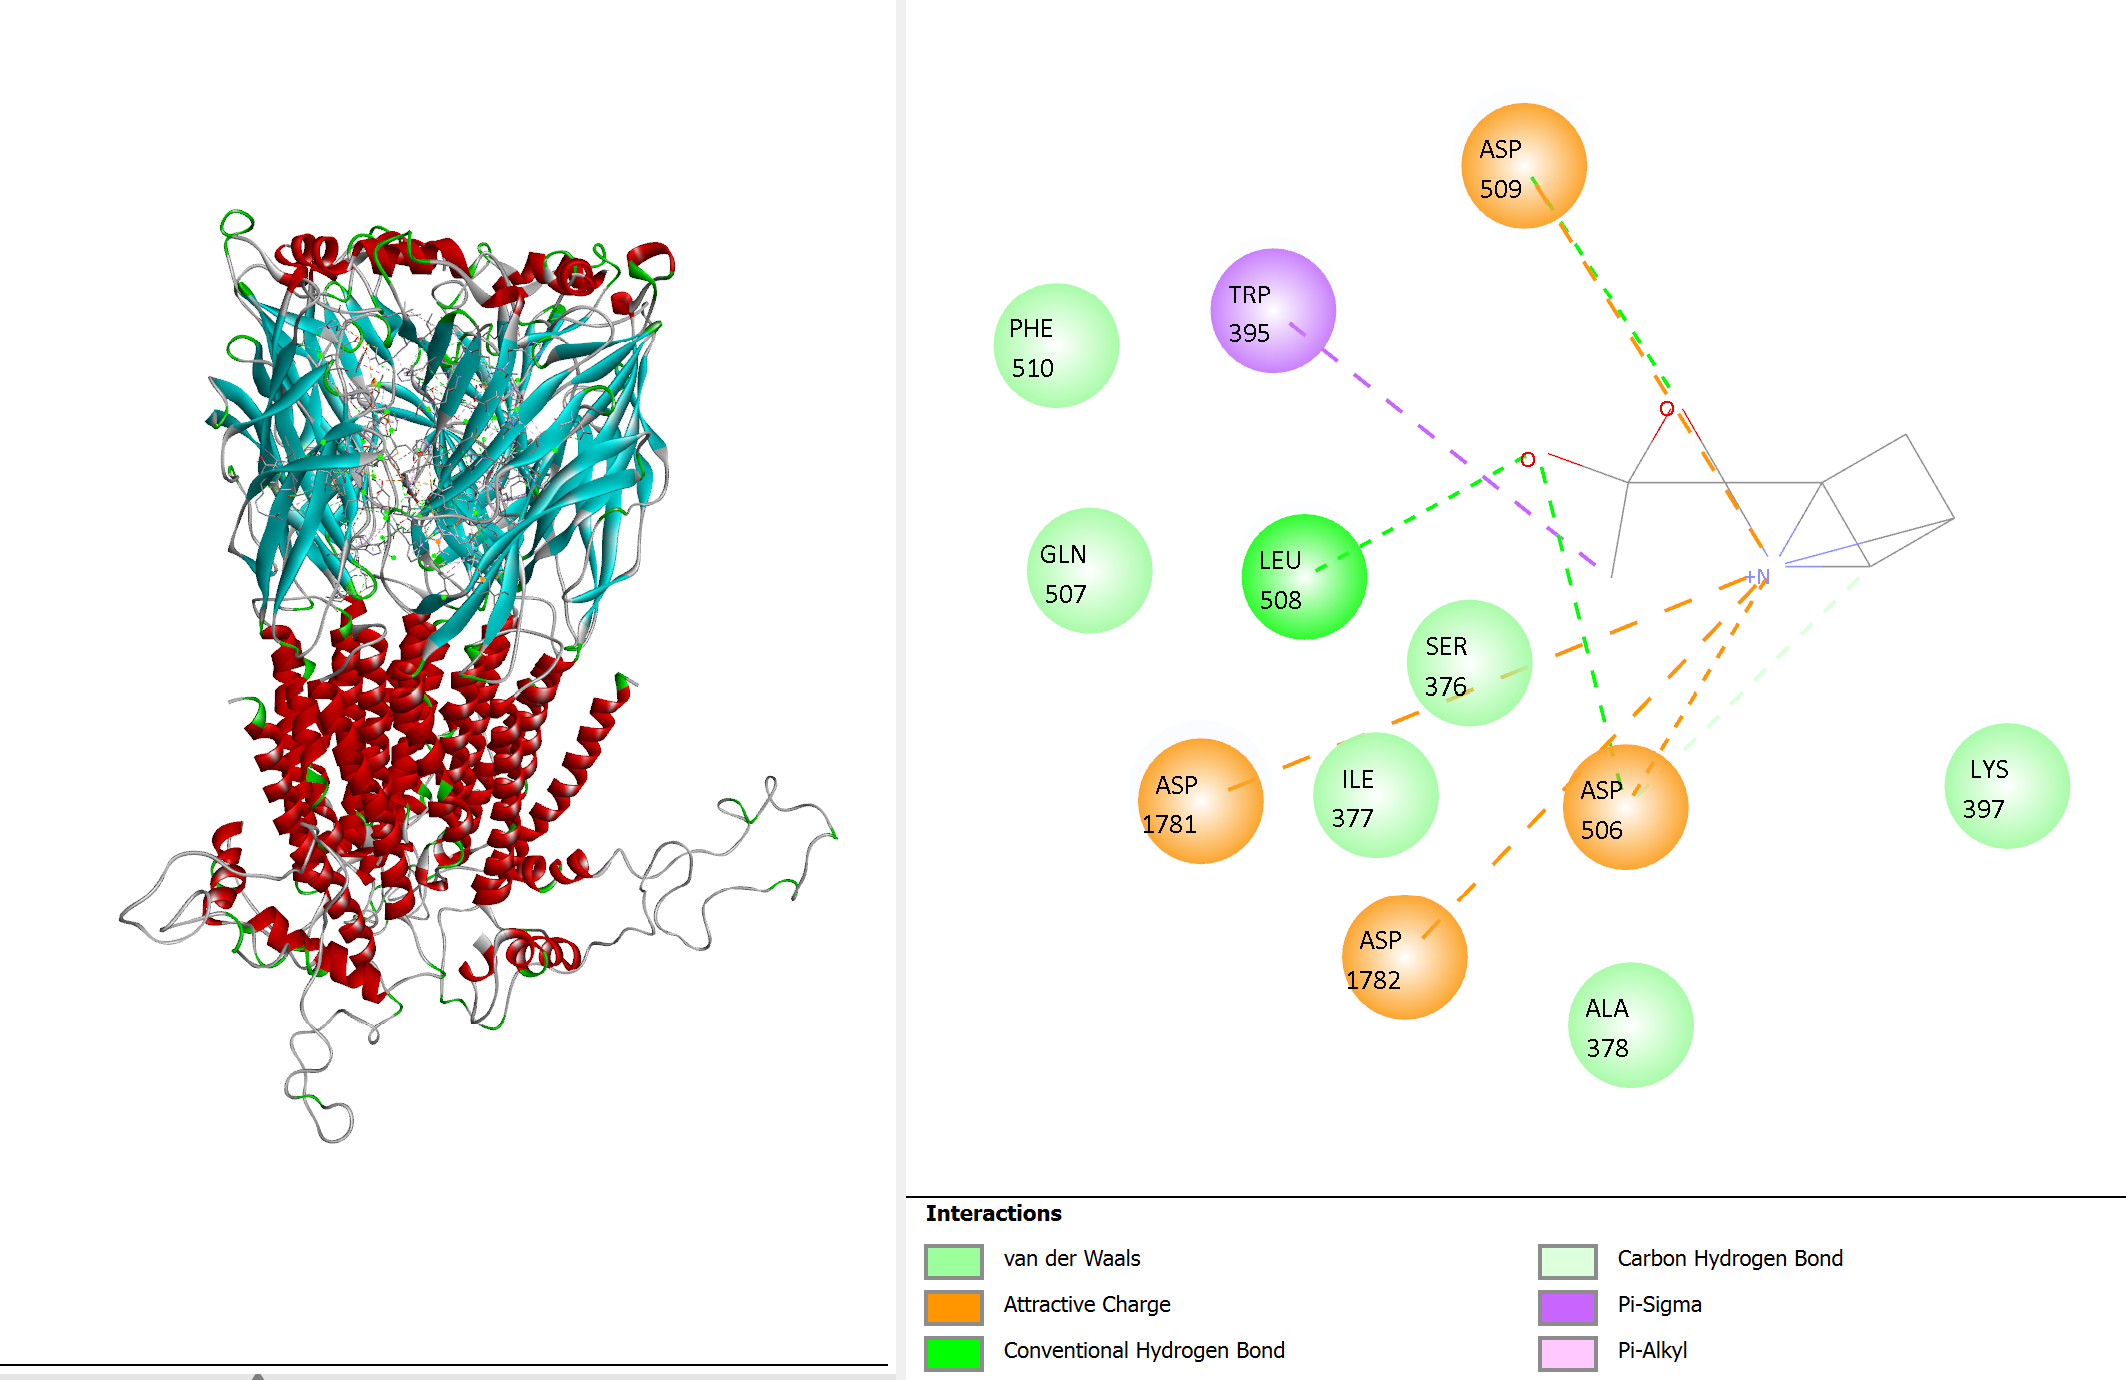 ASP
509
TRP
395
PHE
510
O
O
GLN
507
LEU
508
+N
SER
376
ASP
1781
ILE
377
ASP
506
LYS
397
ASP
1782
ALA
378
Interactions
van der Waals
Attractive Charge
Conventional Hydrogen Bond
Carbon Hydrogen Bond
Pi-Sigma
Pi-Alkyl